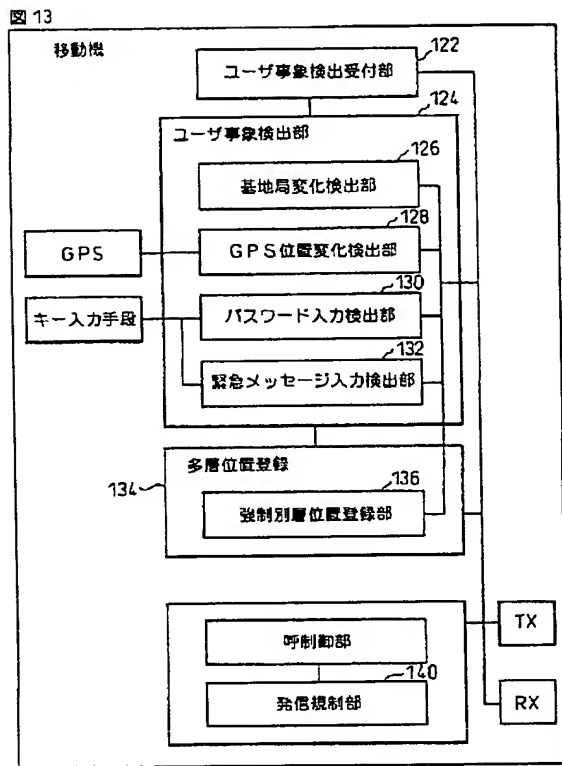 図13
移動機
122
ユーザ事象検出受付部
124
ユーザ事象検出部
126
基地局変化検出部
128
GPS
GPS位置変化検出部
130
キー入力手段
パスワード入力検出部
132
緊急メッセージ入力検出部
多層位置登録
134
136
強制別層位置登録部
呼制御部
TX
140
発信規制部
RX